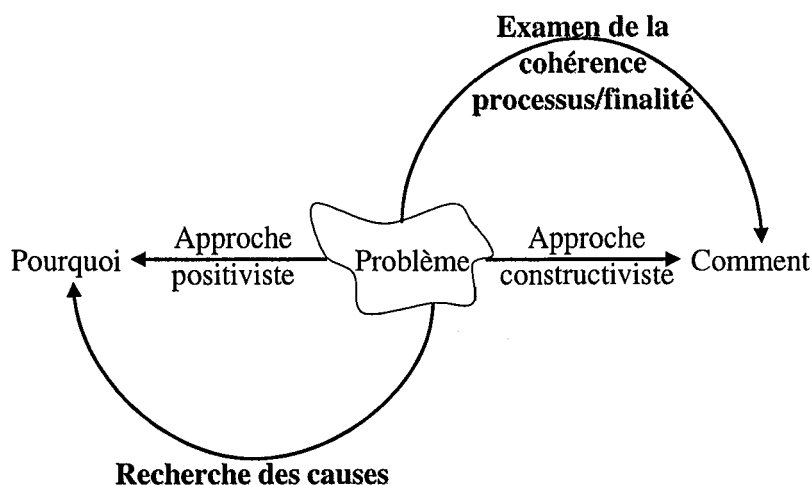 Examen de la
cohérence
processus/finalité
Approche
positiviste
Approche
constructiviste
Pourquoi
Problème
Comment
Recherche des causes